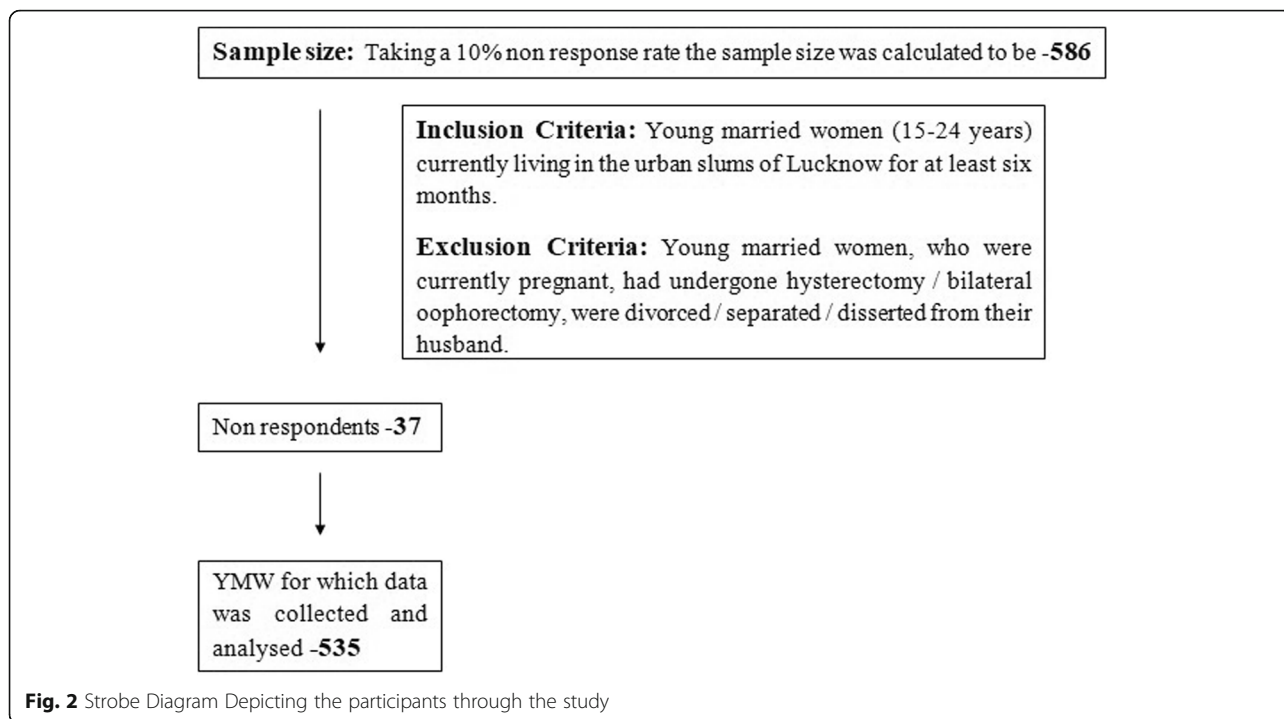 Sample size: Taking a 10% non response rate the sample size was calculated to be -586
Inclusion Criteria: Young married women (15-24 years)
currently living in the urban slums of Lucknow for at least six
months.
Exclusion Criteria: Young married women, who were
currently pregnant, had undergone hysterectomy / bilateral
oophorectomy, were divorced / separated / disserted from their
husband.
Non respondents -37
YMW for which data
was collected and
analysed -535
Fig. 2 Strobe Diagram Depicting the participants through the study